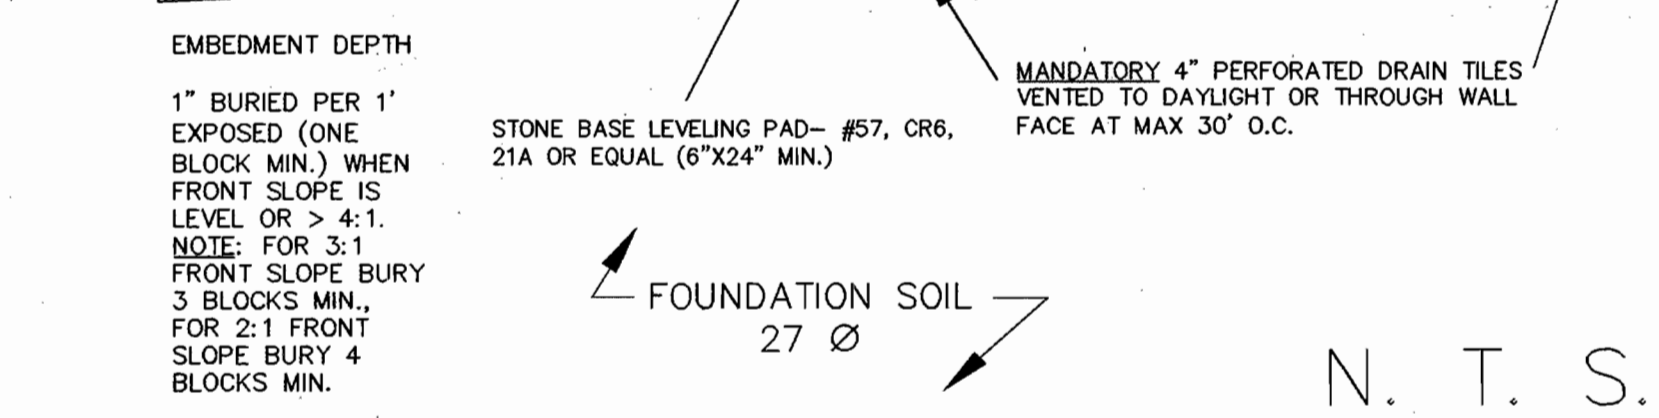 EMBEDMENT DEPTH
1" BURIED PER 1'
EXPOSED (ONE
BLOCK MIN.) WHEN
FRONT SLOPE IS
LEVEL OR > 4:1.
NOTE: FOR 3:1
FRONT SLOPE BURY
3 BLOCKS MIN.,
FOR 2:1 FRONT
SLOPE BURY 4
BLOCKS MIN.
STONE BASE LEVELING PAD– #57, CR6,
21A OR EQUAL (6"X24" MIN.)
MANDATORY 4" PERFORATED DRAIN TILES
VENTED TO DAYLIGHT OR THROUGH WALL
FACE AT MAX 30' O.C.
FOUNDATION SOIL
27 Ø
N. T. S.